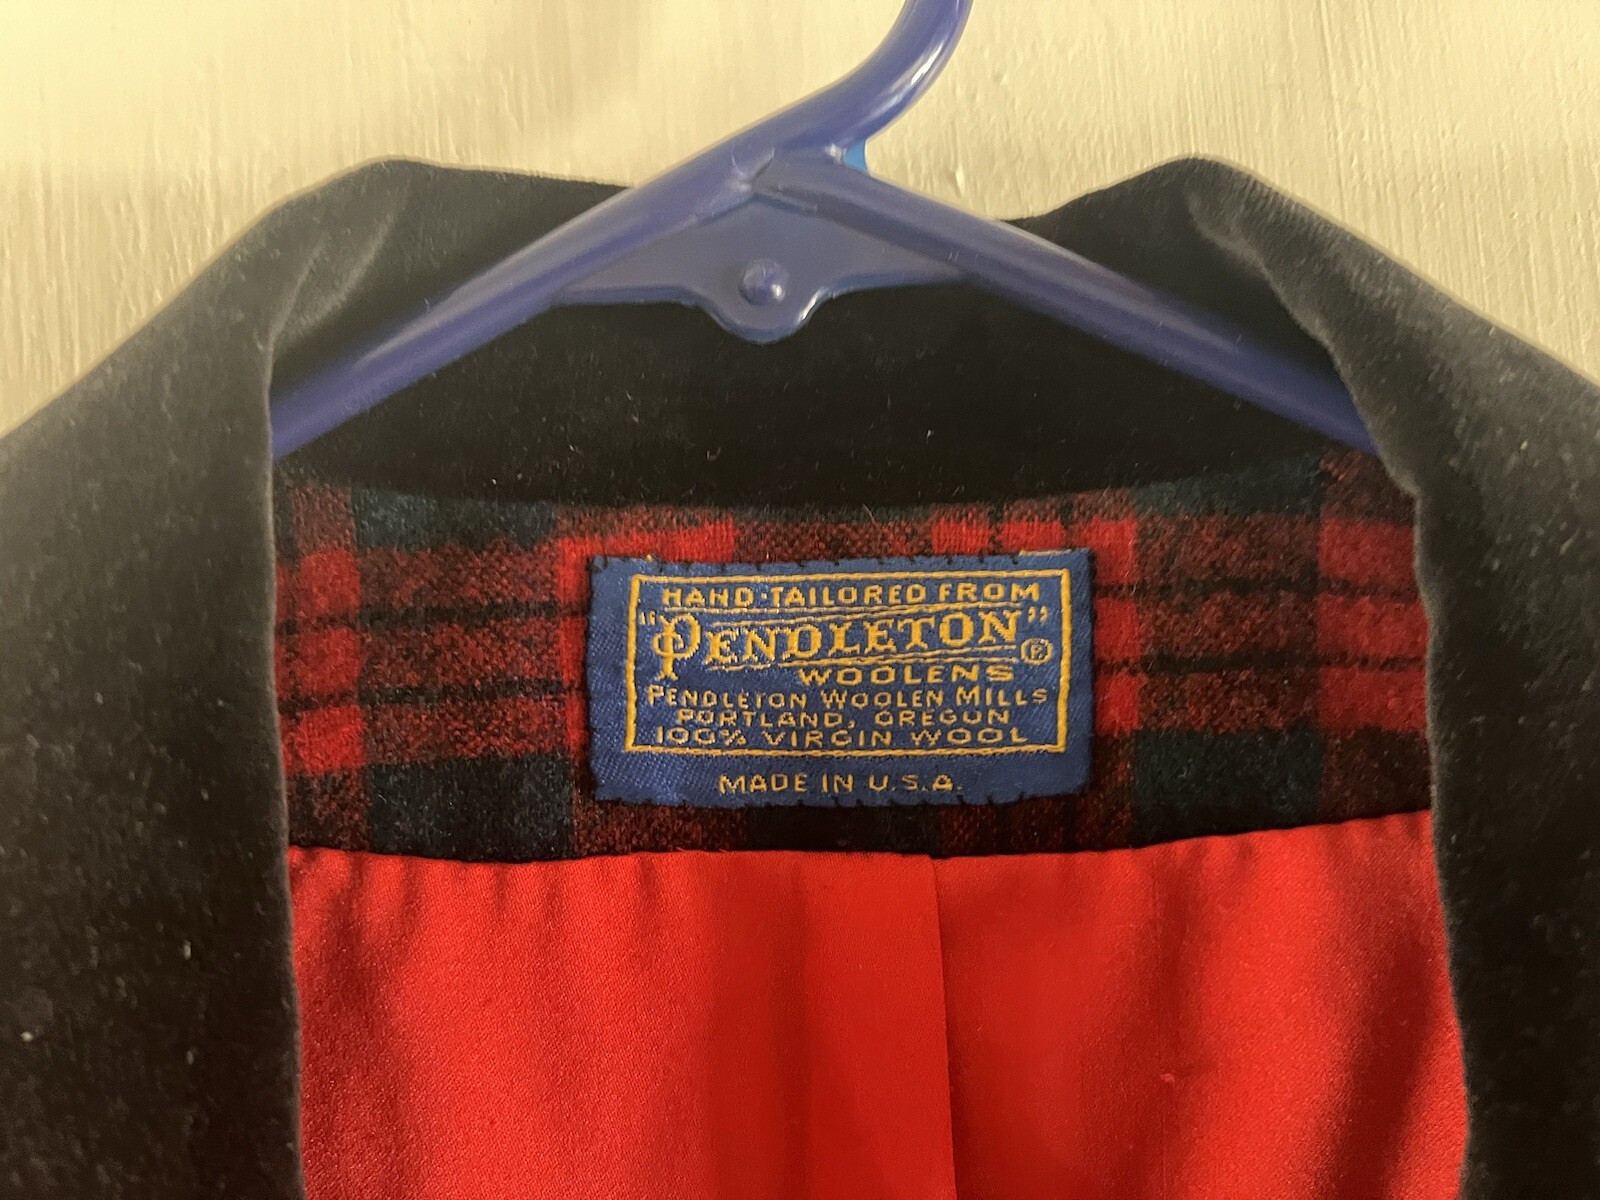 HAND-TAILORED FROM
"PENDLETON" ®
WOOLENS
PENDLETON WOOLEN MILLS
PORTLAND, OREGON
100% VIRGIN WOOL
MADE IN U.S.A.